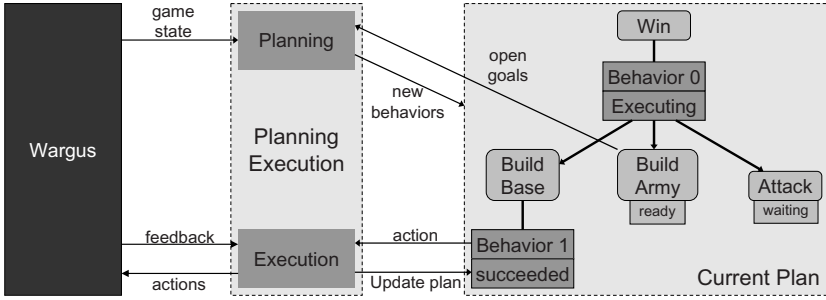 Wargus
game
state
feedback
actions
Planning
Planning
Execution
Execution
open
goals
new
behaviors
action
Update plan
Win
Behavior 0
Executing
Build
Base
Build
Army
ready
Attack
waiting
Behavior 1
succeeded
Current Plan